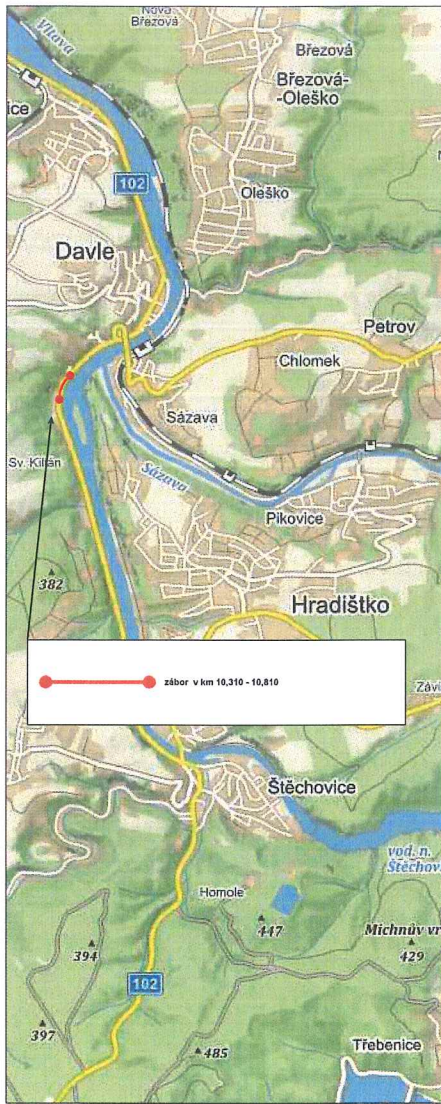 Nová
Březová
Vltava
Březová
Březová-
-Oleško
ice
102
Oleško
Davle
Petrov
Chlomek
Sázava
Sv. Kilián
Sázava
Pikovice
382
Hradištko
zábor v km 10,310 - 10,810
Záv
Štěchovice
vod. n.
Štěchov
Homole
447
Michnův vr
394
429
102
397
485
Třebenice